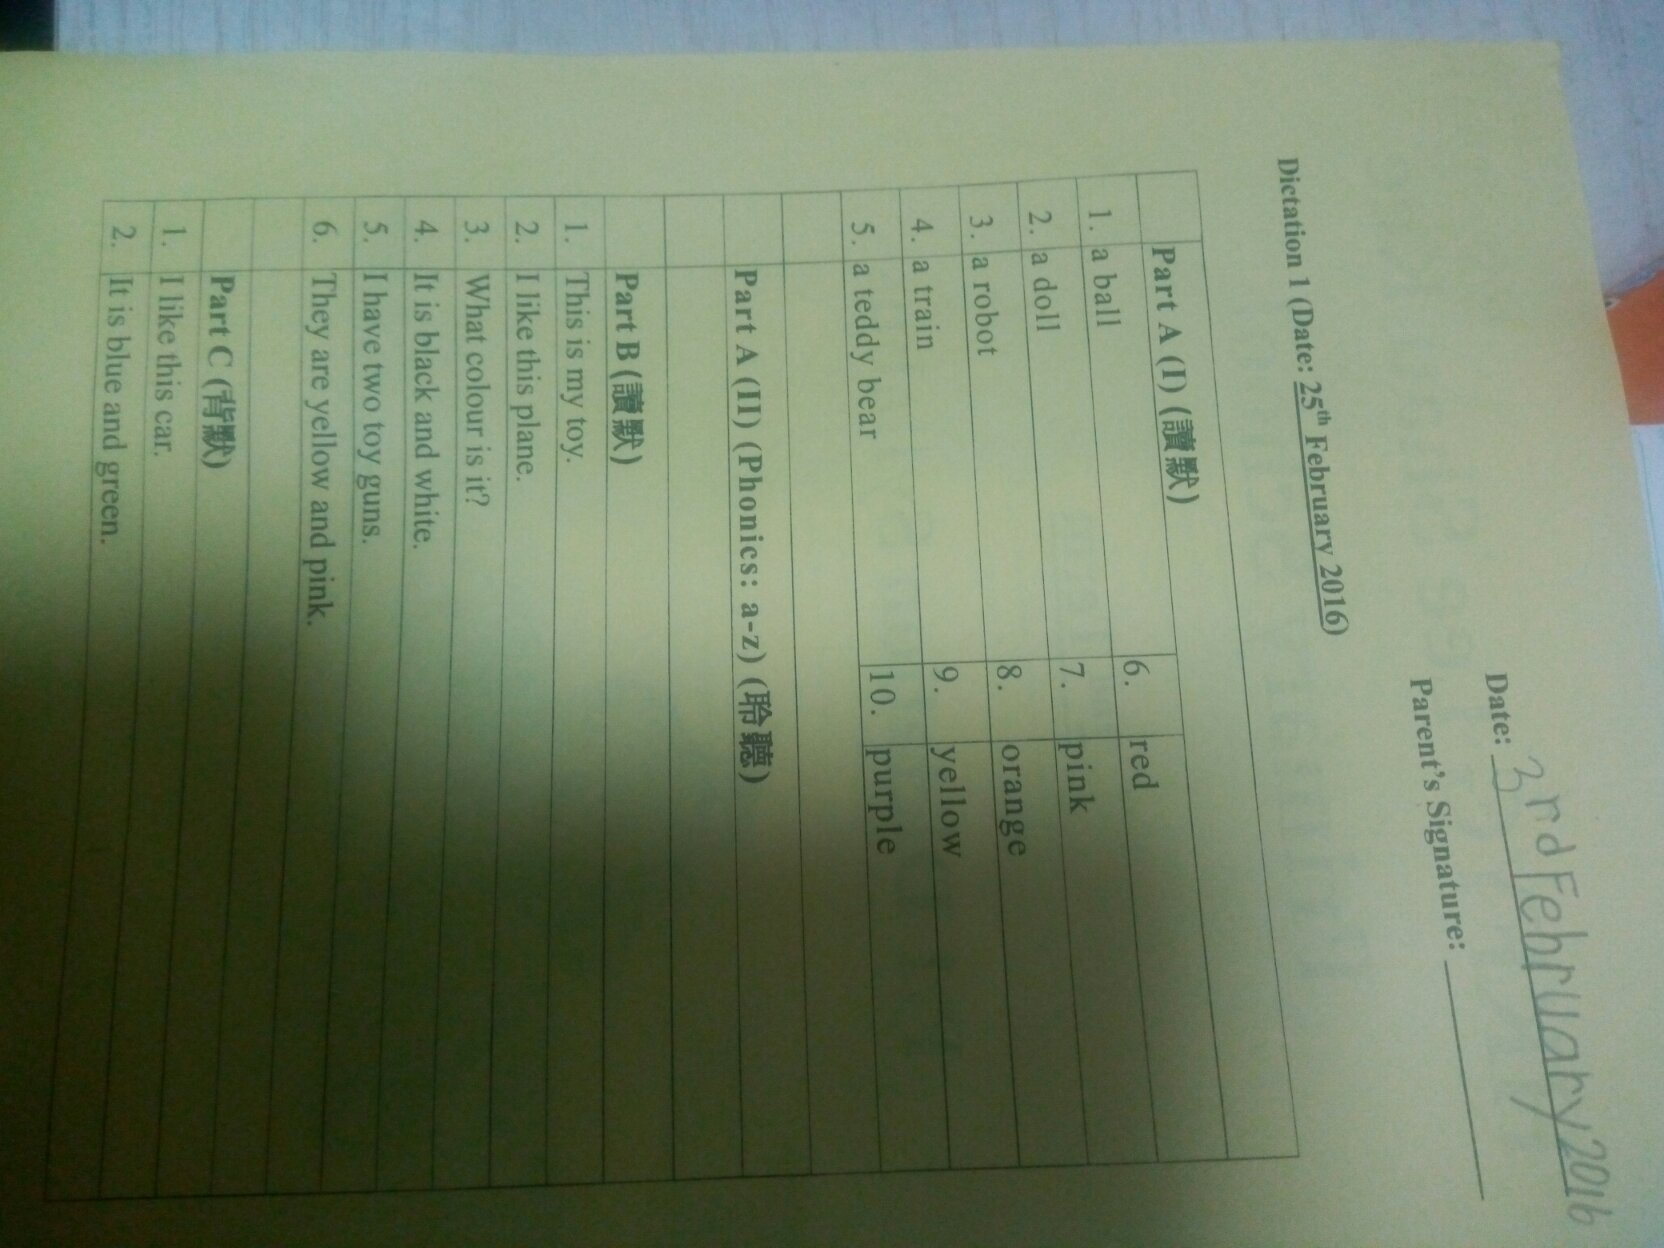 Date: 3nd February 2016
Parent's Signature:
Dictation 1 (Date: 25th February 2016)
Part A (I) (讀默)
1. a ball 6. red
2. a doll 7. pink
3. a robot 8. orange
4. a train 9. yellow
5. a teddy bear 10. purple
Part A (II) (Phonics: a-z) (聆聽)
Part B (讀默)
1. This is my toy.
2. I like this plane.
3. What colour is it?
4. It is black and white.
5. I have two toy guns.
6. They are yellow and pink.
Part C (背默)
1. I like this car.
2. It is blue and green.